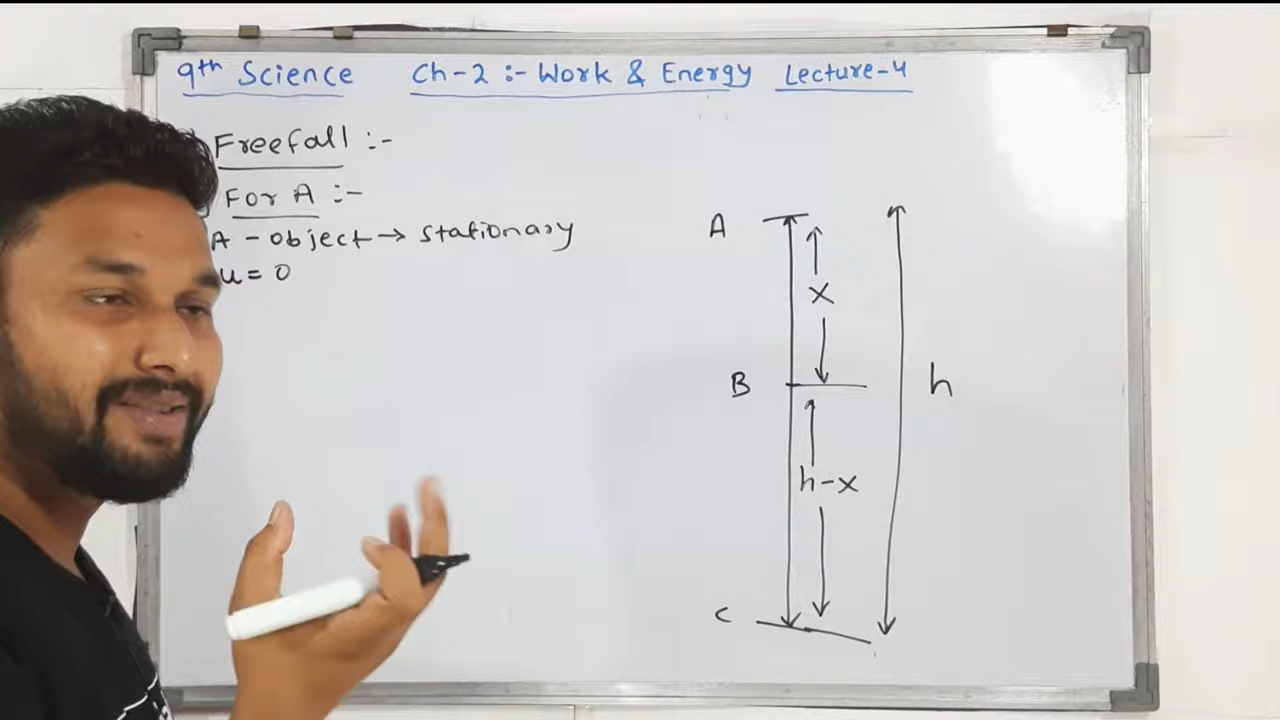 9th Science Ch-2 :- Work & Energy Lecture-4
Freefall :-
For A :-
A - object → stationary
u = 0
A
x
B
h
h-x
C